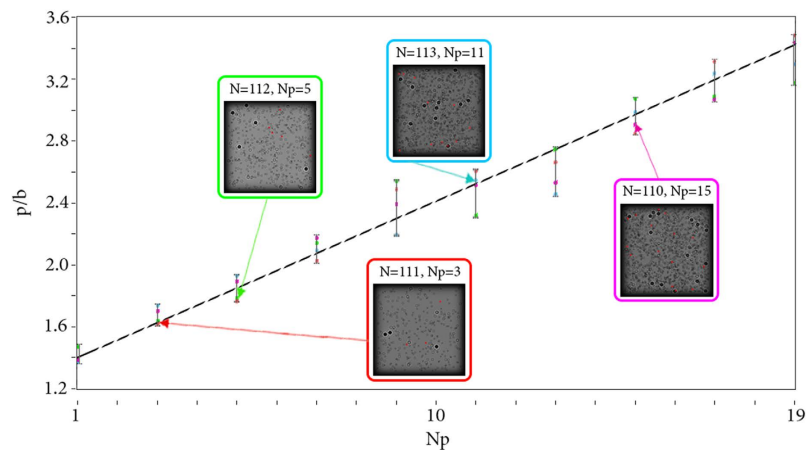 3.6
3.2
2.8
2.4
2.0
1.6
1.2
p/b
N=112, Np=5
N=113, Np=11
N=111, Np=3
N=110, Np=15
1
10
19
Np